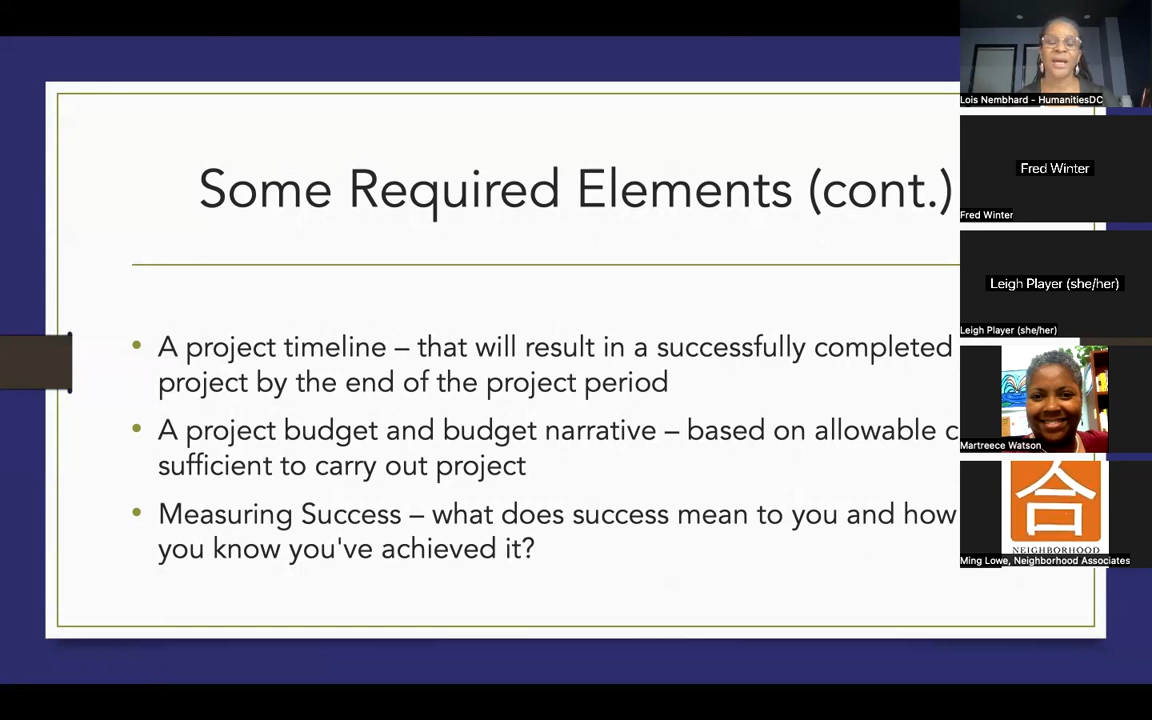 Some Required Elements (cont.)
• A project timeline – that will result in a successfully completed
project by the end of the project period
• A project budget and budget narrative – based on allowable c
sufficient to carry out project
• Measuring Success – what does success mean to you and how
you know you've achieved it?
Lois Nembhard - HumanitiesDC
Fred Winter
Fred Winter
Leigh Player (she/her)
Leigh Player (she/her)
Martreece Watson
合
NEIGHBORHOOD
Ming Lowe, Neighborhood Associates